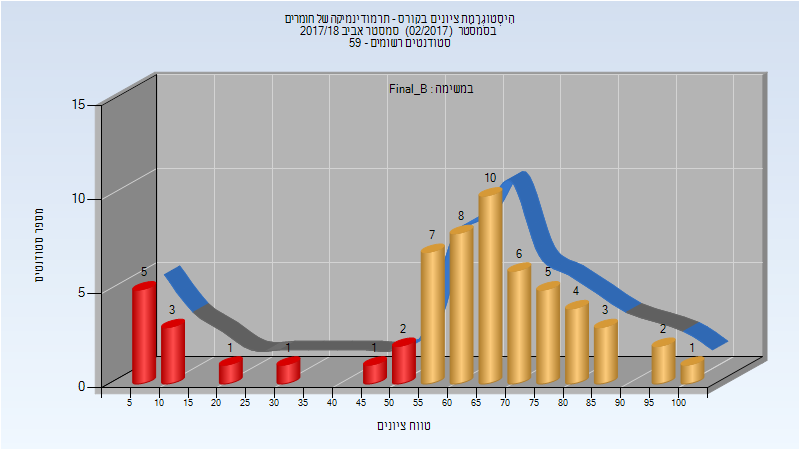 הִיסְטוֹגְרָמַת ציונים בקורס - תרמודינמיקה של חומרים
בסמסטר (02/2017) סמסטר אביב 2017/18
סטודנטים רשומים - 59
במשימה : Final_B
מספר סטודנטים
15
10
5
0
5 3 1 1 1 2 7 8 10 6 5 4 3 2 1
5 10 15 20 25 30 35 40 45 50 55 60 65 70 75 80 85 90 95 100
טווח ציונים